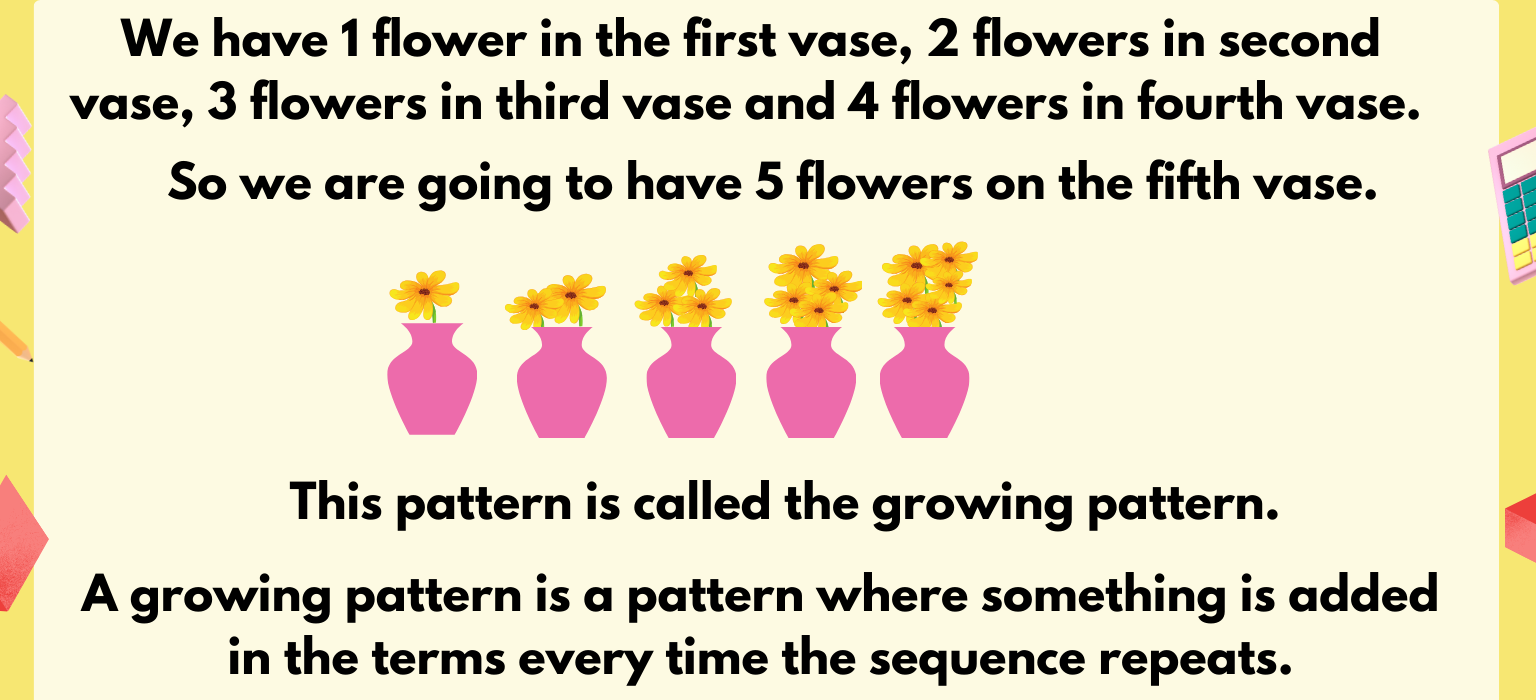 We have 1 flower in the first vase, 2 flowers in second
vase, 3 flowers in third vase and 4 flowers in fourth vase.
So we are going to have 5 flowers on the fifth vase.
This pattern is called the growing pattern.
A growing pattern is a pattern where something is added
in the terms every time the sequence repeats.